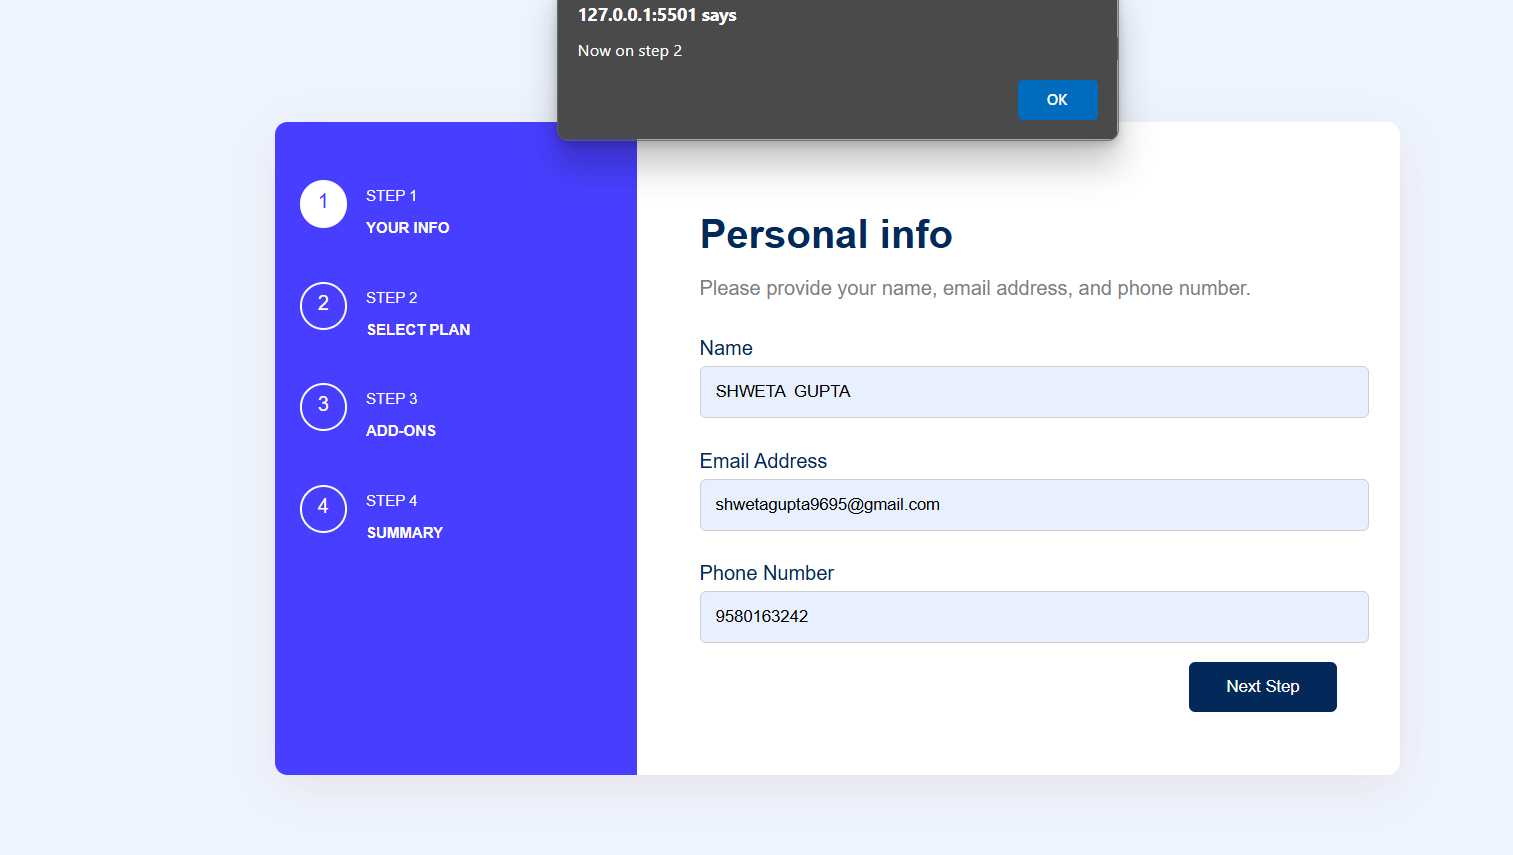 127.0.0.1:5501 says
Now on step 2
OK
1
STEP 1
YOUR INFO
2
STEP 2
SELECT PLAN
3
STEP 3
ADD-ONS
4
STEP 4
SUMMARY
Personal info
Please provide your name, email address, and phone number.
Name
SHWETA  GUPTA
Email Address
shwetagupta9695@gmail.com
Phone Number
9580163242
Next Step